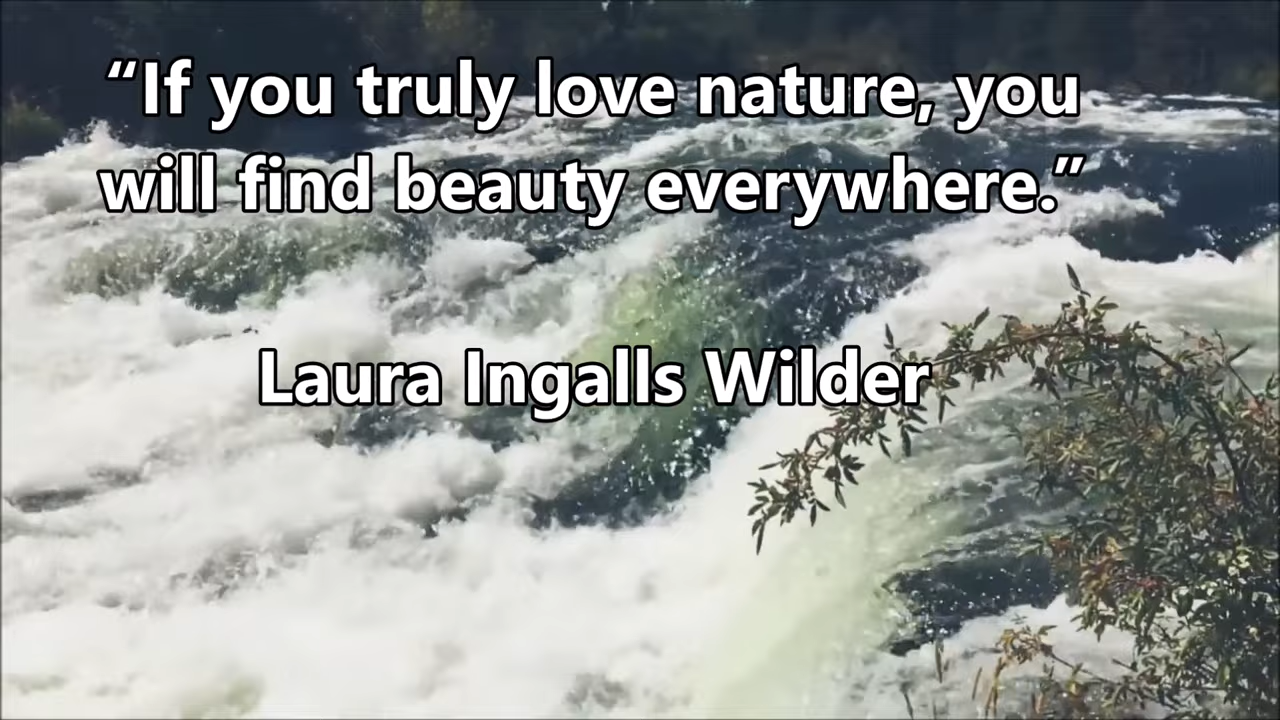 “If you truly love nature, you
will find beauty everywhere.”
Laura Ingalls Wilder